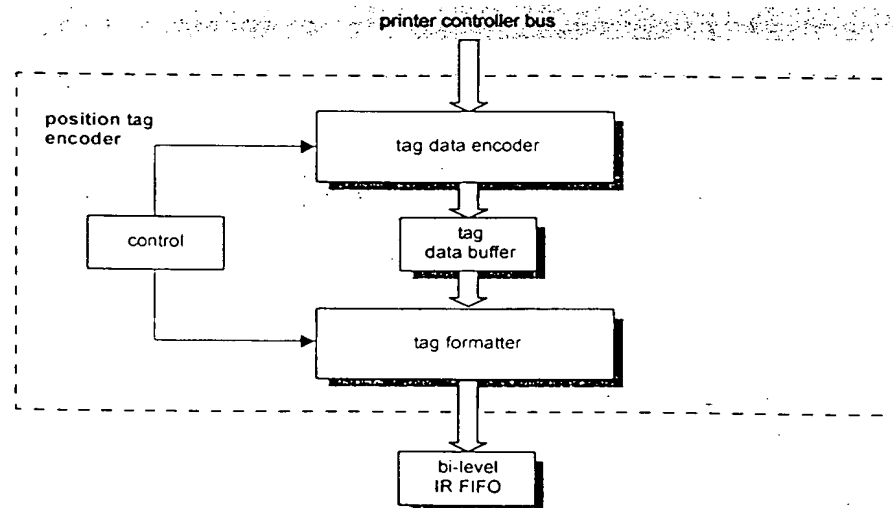 printer controller bus
position tag
encoder
tag data encoder
control
tag
data buffer
tag formatter
bi-level
IR FIFO